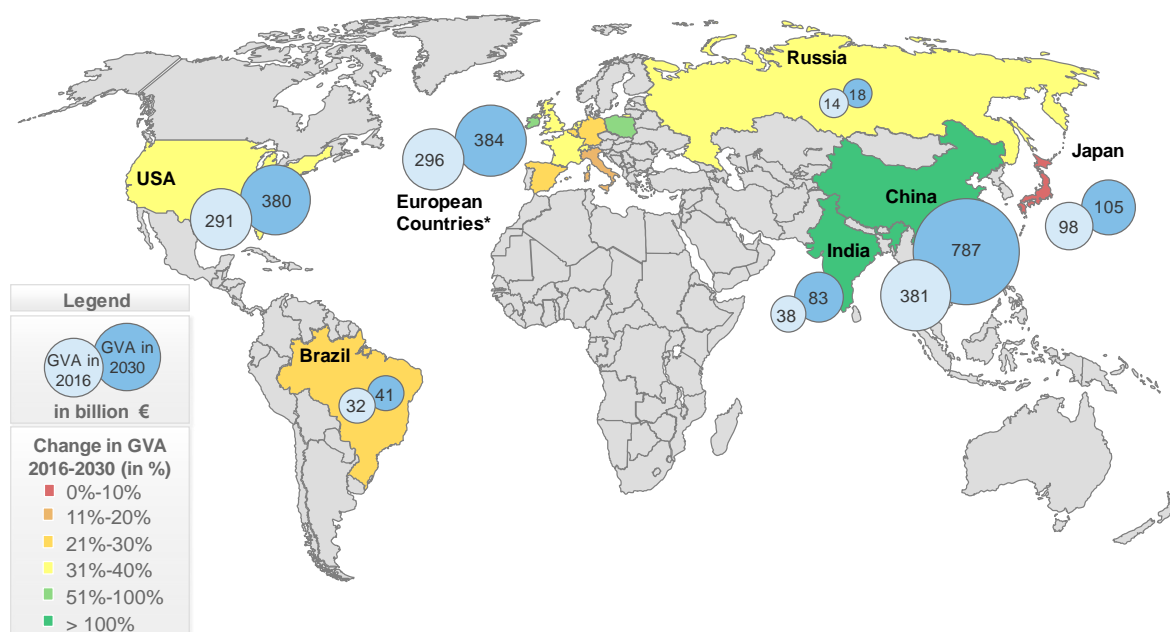 Russia
14
18
USA
291
380
296
384
European
Countries*
Japan
98
105
China
381
787
India
38
83
Brazil
32
41
Legend
GVA in
2016
GVA in
2030
in billion €
Change in GVA
2016-2030 (in %)
0%-10%
11%-20%
21%-30%
31%-40%
51%-100%
> 100%